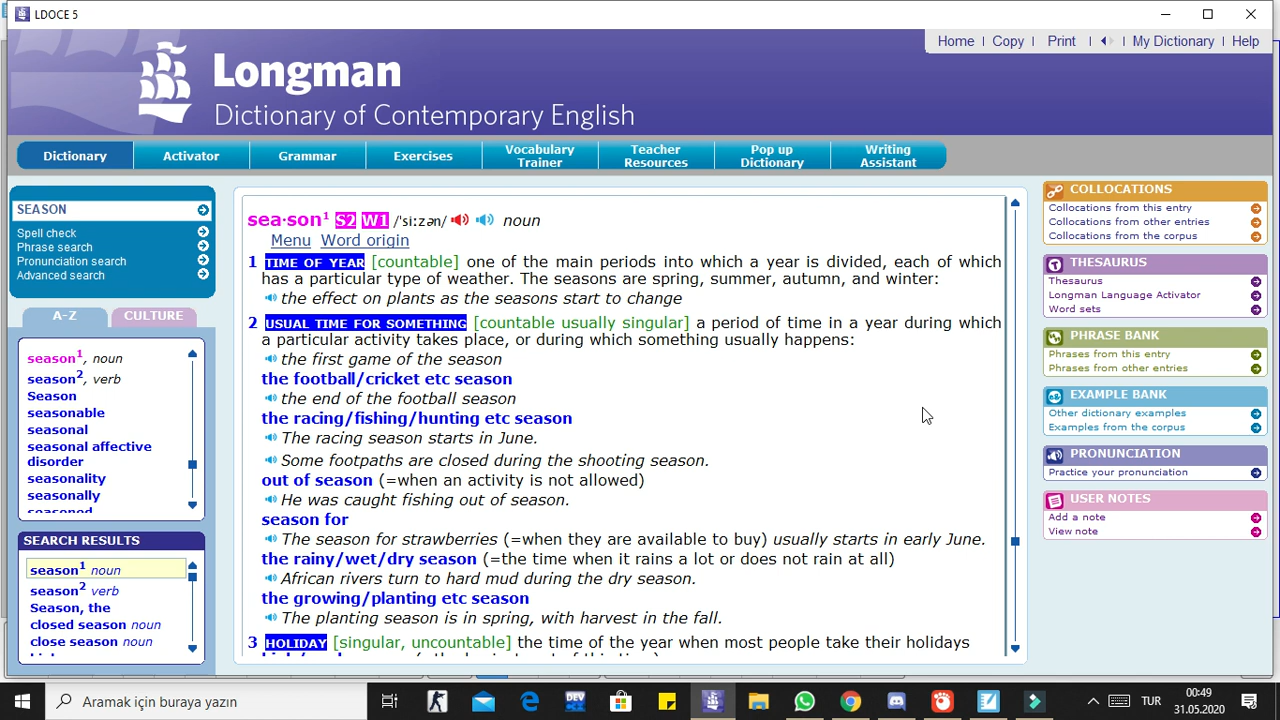 LDOCE 5
Home | Copy | Print | My Dictionary | Help
Longman
Dictionary of Contemporary English
Dictionary
Activator
Grammar
Exercises
Vocabulary Trainer
Teacher Resources
Pop up Dictionary
Writing Assistant
SEASON
Spell check
Phrase search
Pronunciation search
Advanced search
A–Z
CULTURE
season1, noun
season2, verb
Season
seasonable
seasonal
seasonal affective
disorder
seasonality
seasonally
seasoned
SEARCH RESULTS
season1 noun
season2 verb
Season, the
closed season noun
close season noun
sea·son1 S2 W1 /ˈsiːzən/ noun
Menu Word origin
1 TIME OF YEAR [countable] one of the main periods into which a year is divided, each of which
has a particular type of weather. The seasons are spring, summer, autumn, and winter:
the effect on plants as the seasons start to change
2 USUAL TIME FOR SOMETHING [countable usually singular] a period of time in a year during which
a particular activity takes place, or during which something usually happens:
the first game of the season
the football/cricket etc season
the end of the football season
the racing/fishing/hunting etc season
The racing season starts in June.
Some footpaths are closed during the shooting season.
out of season (=when an activity is not allowed)
He was caught fishing out of season.
season for
The season for strawberries (=when they are available to buy) usually starts in early June.
the rainy/wet/dry season (=the time when it rains a lot or does not rain at all)
African rivers turn to hard mud during the dry season.
the growing/planting etc season
The planting season is in spring, with harvest in the fall.
3 HOLIDAY [singular, uncountable] the time of the year when most people take their holidays
COLLOCATIONS
Collocations from this entry
Collocations from other entries
Collocations from the corpus
THESAURUS
Thesaurus
Longman Language Activator
Word sets
PHRASE BANK
Phrases from this entry
Phrases from other entries
EXAMPLE BANK
Other dictionary examples
Examples from the corpus
PRONUNCIATION
Practice your pronunciation
USER NOTES
Add a note
View note
Aramak için buraya yazın
DEV
TUR
00:49
31.05.2020